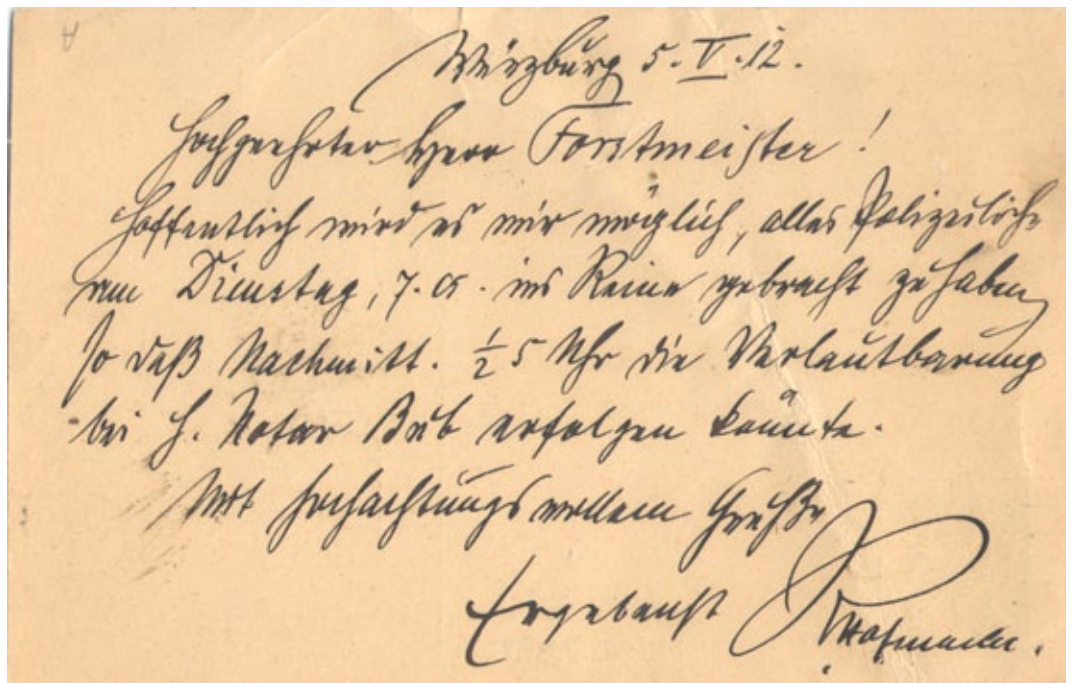 Würzburg 5. V. 12.
Hochgeehrter Herr Forstmeister!
Hoffentlich wird es mir möglich, alles Polizeiliche
am Dienstag, 7. ds. ins Reine gebracht zu haben,
so daß Nachmitt. ½ 5 Uhr die Verlautbarung
bei H. Notar Bub erfolgen könnte.
Mit hochachtungsvollem Gruße
Ergebenst